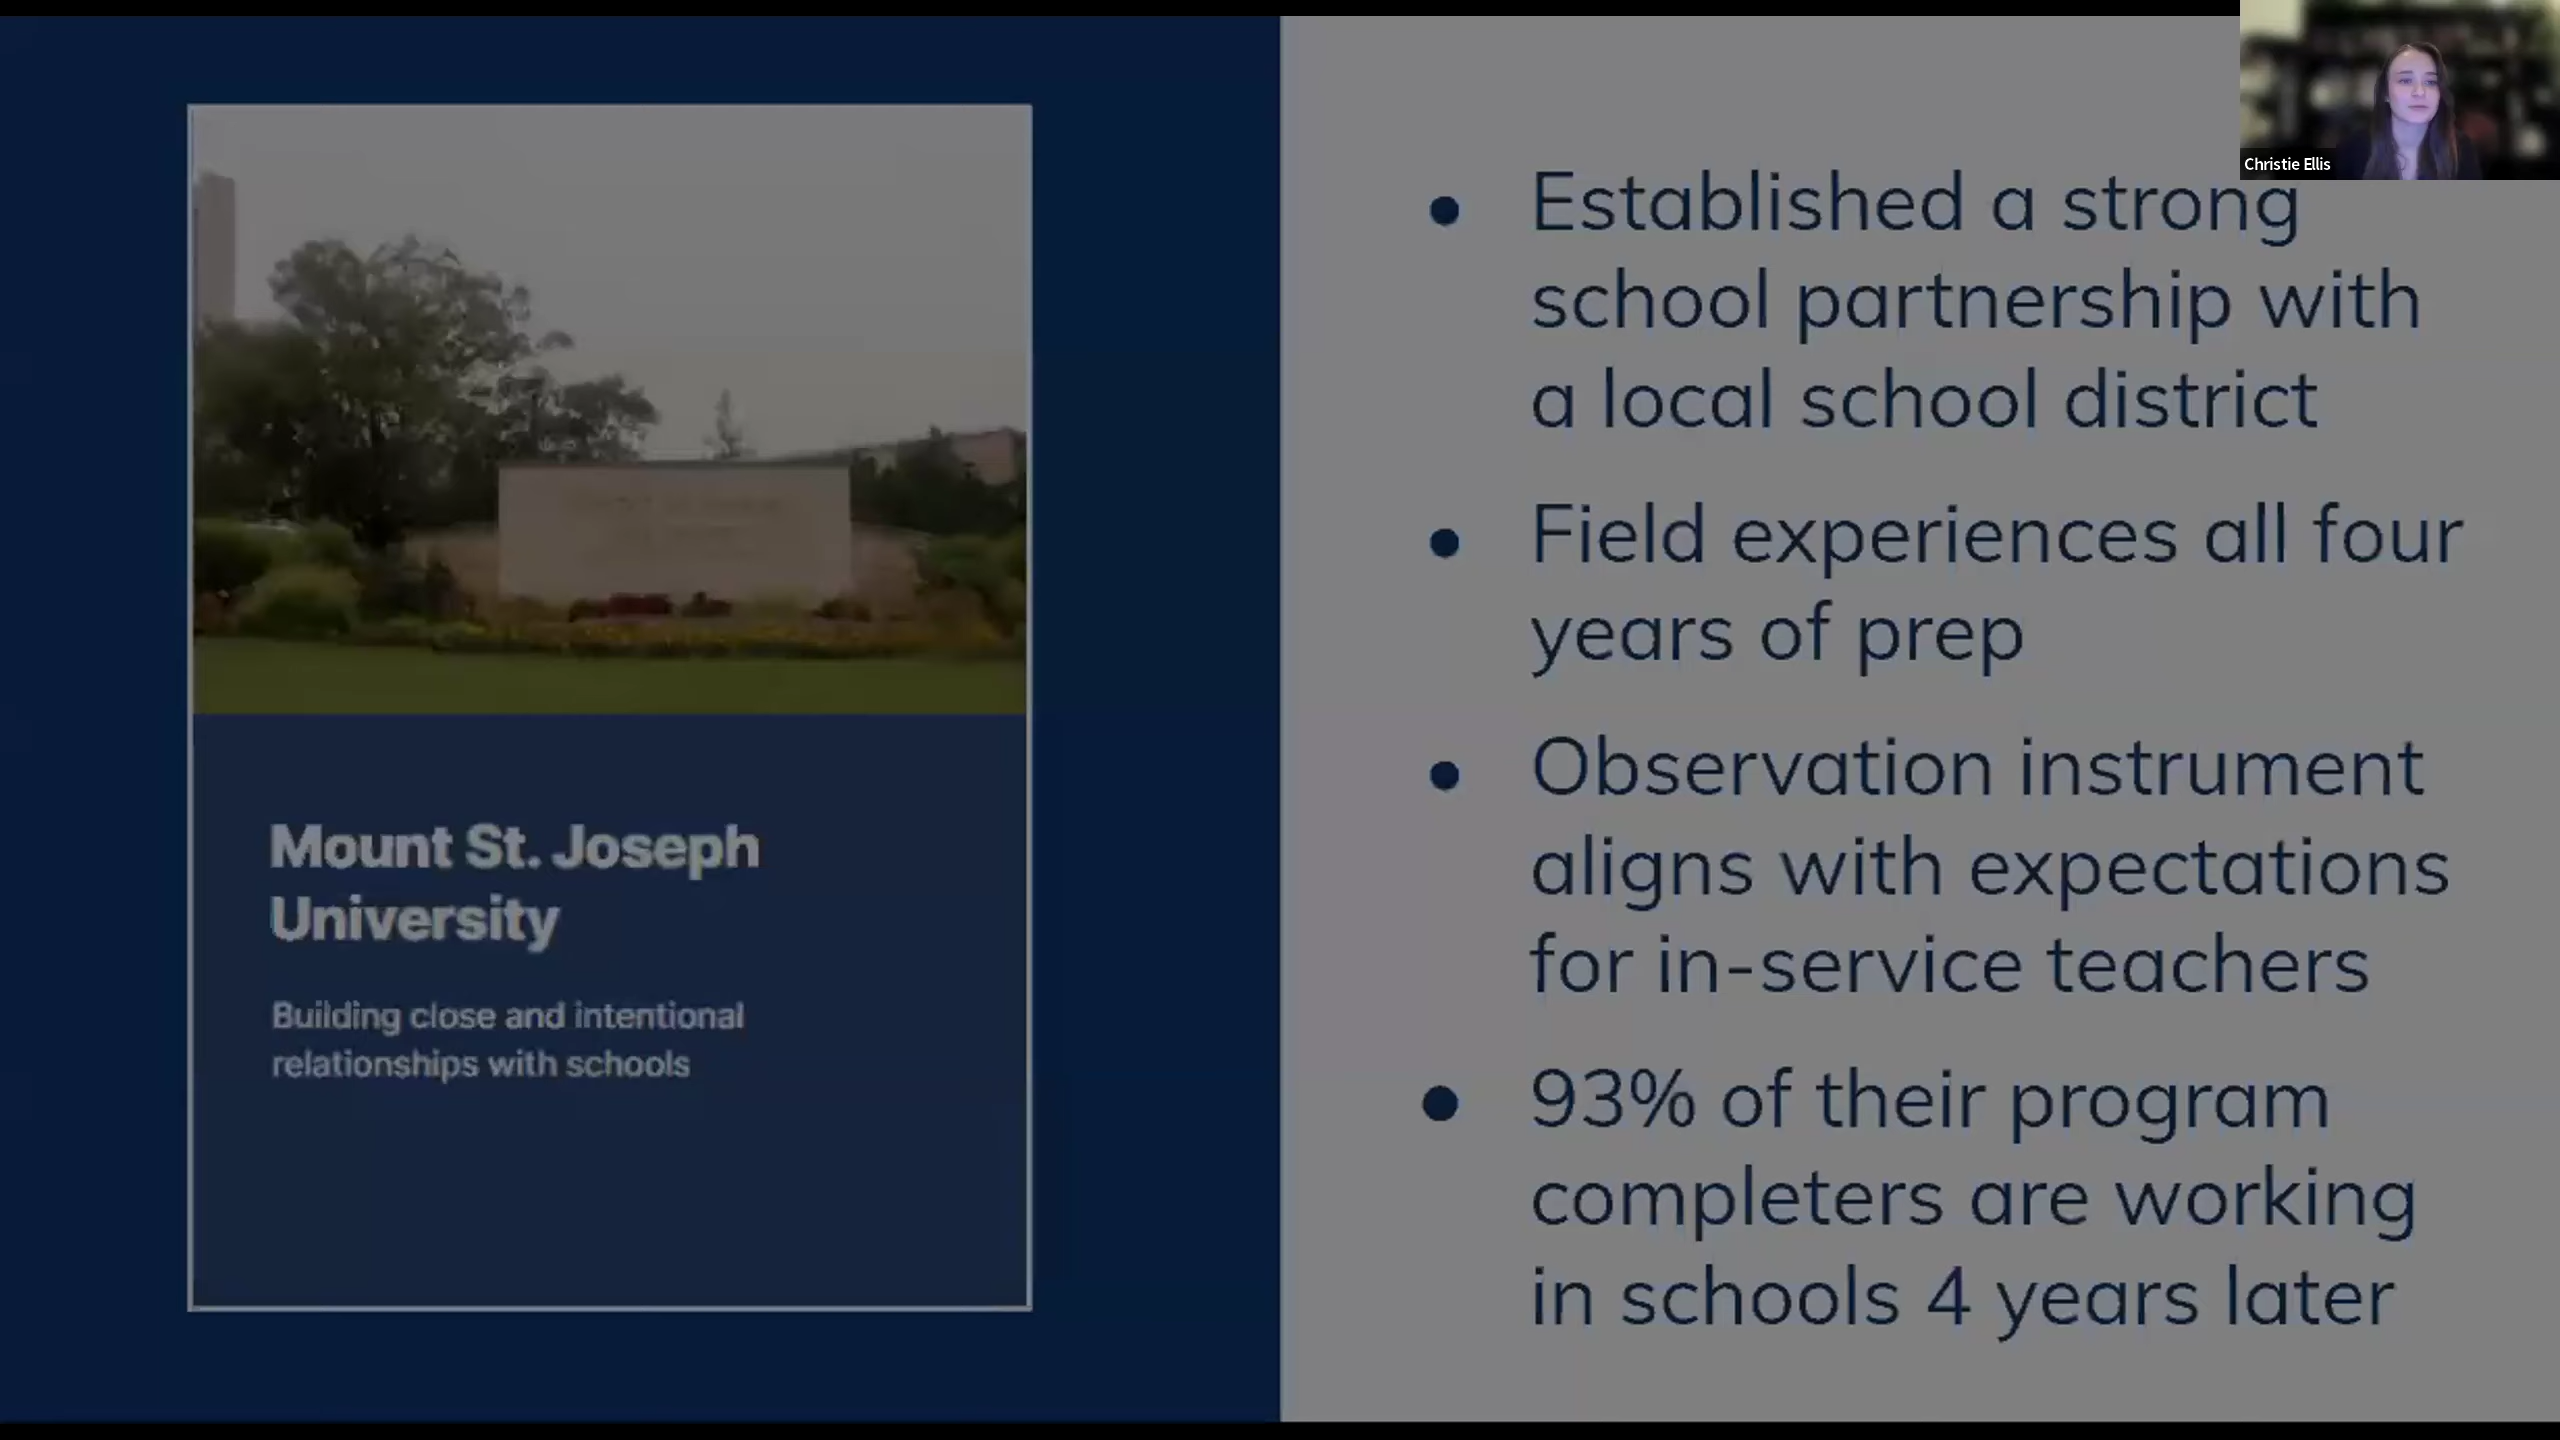 Christie Ellis
Mount St. Joseph
University
Building close and intentional
relationships with schools
• Established a strong
school partnership with
a local school district
• Field experiences all four
years of prep
• Observation instrument
aligns with expectations
for in-service teachers
• 93% of their program
completers are working
in schools 4 years later